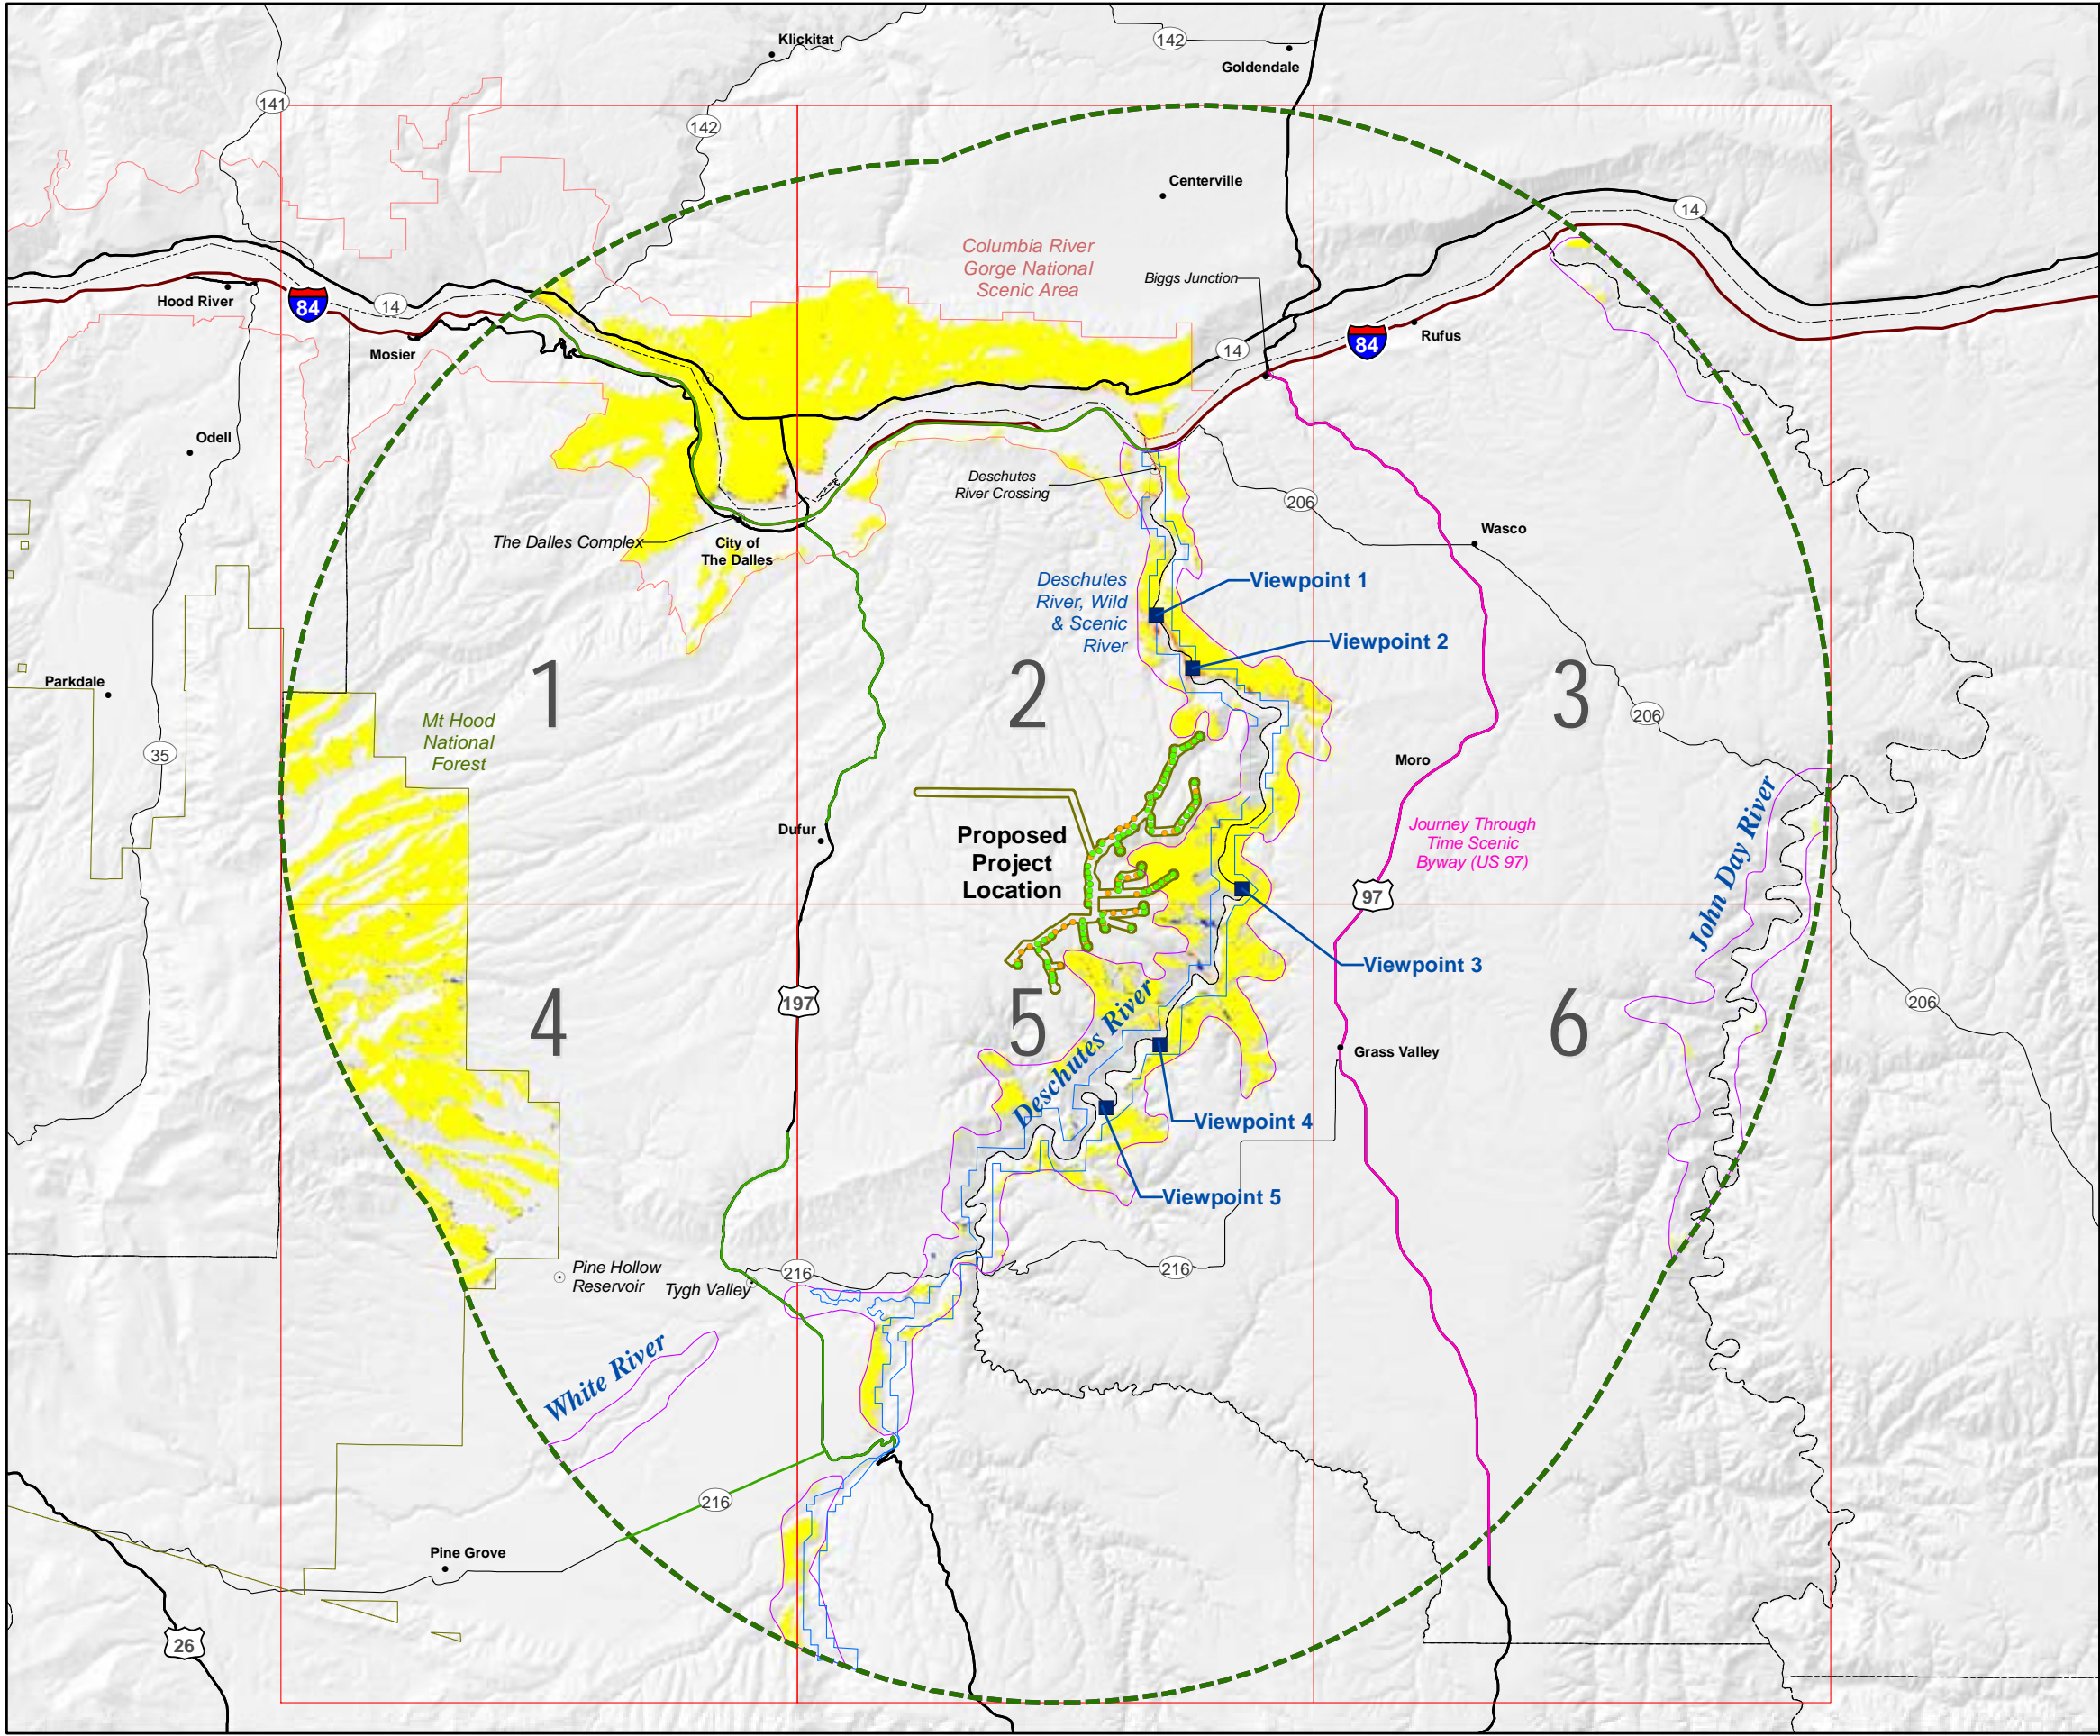 Klickitat
142
Goldendale
141
142
Centerville
14
Columbia River
Gorge National
Scenic Area
Biggs Junction
Hood River
84
14
Mosier
14
84
Rufus
Odell
Deschutes
River Crossing
206
The Dalles Complex
City of
The Dalles
Wasco
Deschutes
River, Wild
& Scenic
River
Viewpoint 1
Viewpoint 2
1
2
3
Parkdale
35
Mt Hood
National
Forest
206
Moro
Dufur
Proposed
Project
Location
Journey Through
Time Scenic
Byway (US 97)
97
John Day River
Viewpoint 3
197
4
5
6
206
Deschutes River
Grass Valley
Viewpoint 4
Viewpoint 5
Pine Hollow
Reservoir
Tygh Valley
216
216
White River
216
Pine Grove
26